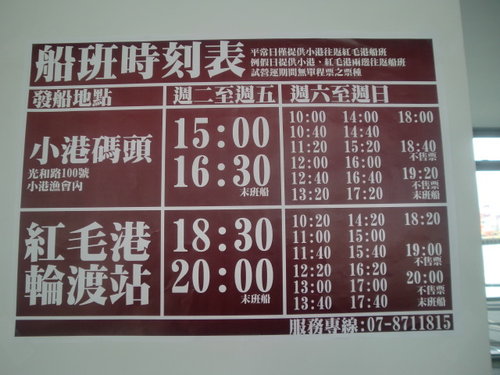 船班時刻表
平常日僅提供小港往返紅毛港船班
例假日提供小港、紅毛港兩邊往返船班
試營運期間無單程票之票種
發船地點 週二至週五 週六至週日
小港碼頭
光和路100號
小港漁會內
15:00
16:30
末班船
10:00 14:00 18:00
10:40 14:40
11:20 15:20 18:40
不售票
12:00 16:00
12:40 16:40 19:20
不售票
13:20 17:20 末班船
紅毛港
輪渡站
18:30
20:00
末班船
10:20 14:20 18:20
11:00 15:00
11:40 15:40 19:00
不售票
12:20 16:20
13:00 17:00 20:00
不售票
13:40 17:40 末班船
服務專線:07-8711815